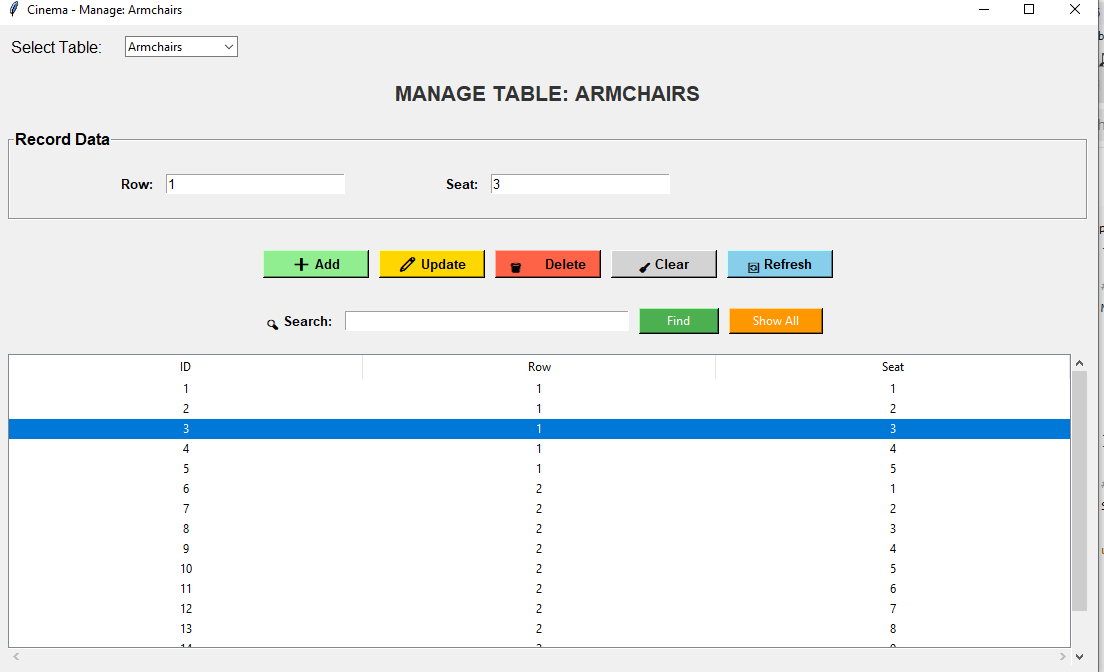 Cinema - Manage: Armchairs
Select Table: Armchairs
MANAGE TABLE: ARMCHAIRS
Record Data
Row: 1 Seat: 3
Add Update Delete Clear Refresh
Search: Find Show All
ID Row Seat
1 1 1
2 1 2
3 1 3
4 1 4
5 1 5
6 2 1
7 2 2
8 2 3
9 2 4
10 2 5
11 2 6
12 2 7
13 2 8